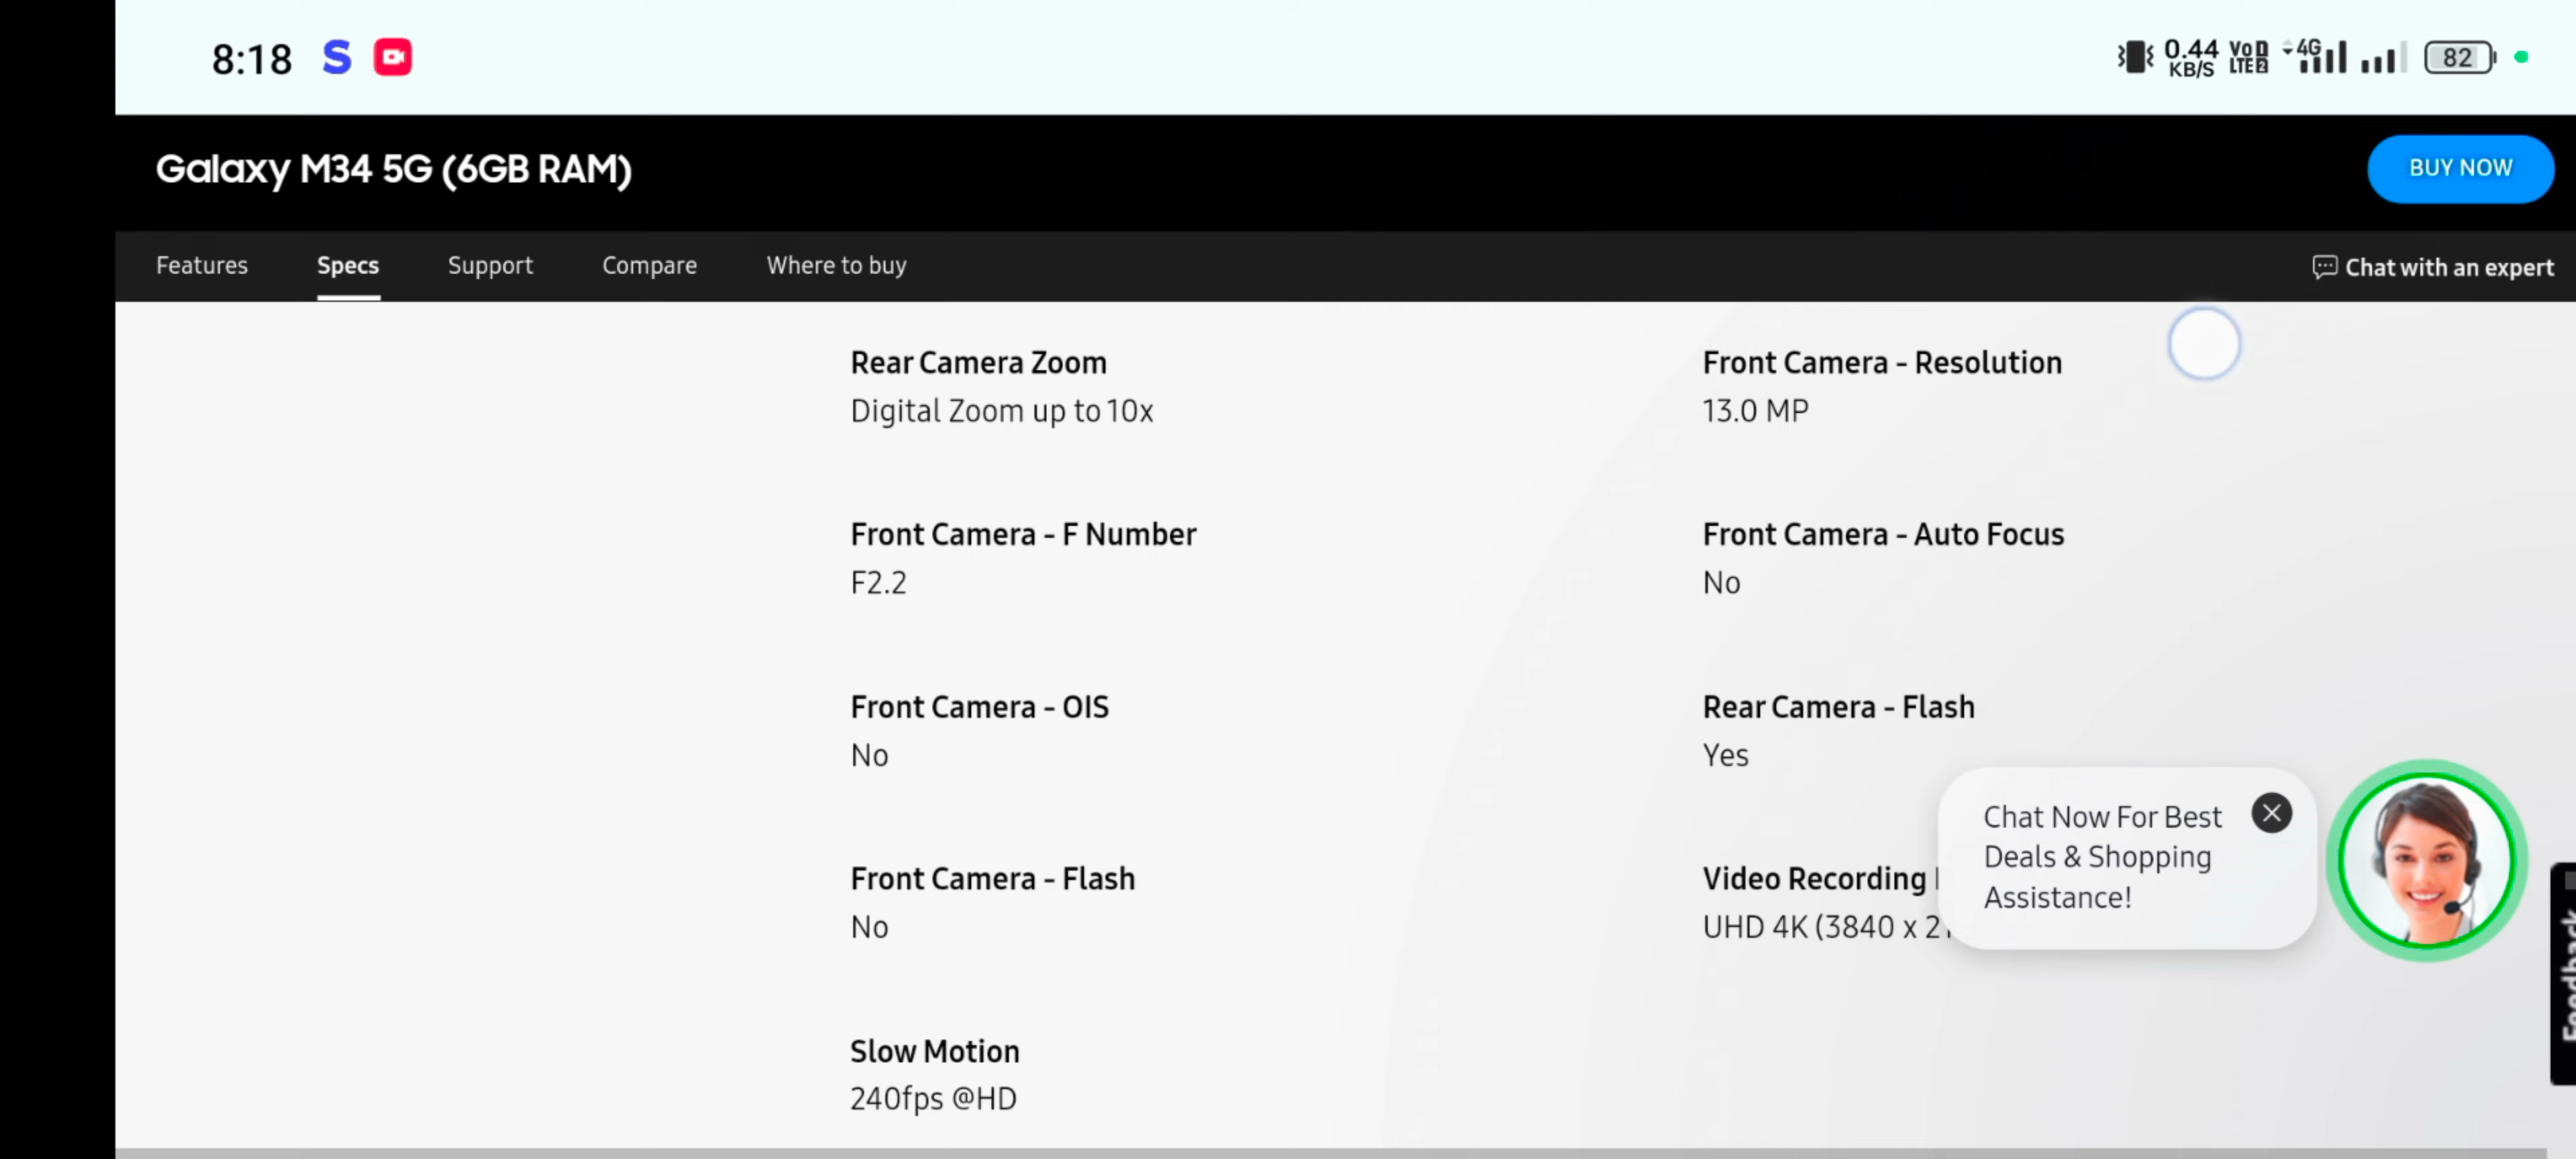 8:18 S 0.44 KB/S VoLTE 1 2 4G 82
Galaxy M34 5G (6GB RAM)
BUY NOW
Features Specs Support Compare Where to buy Chat with an expert
Rear Camera Zoom
Digital Zoom up to 10x
Front Camera - Resolution
13.0 MP
Front Camera - F Number
F2.2
Front Camera - Auto Focus
No
Front Camera - OIS
No
Rear Camera - Flash
Yes
Front Camera - Flash
No
Video Recording
UHD 4K (3840 x
Chat Now For Best
Deals & Shopping
Assistance!
Feedback
Slow Motion
240fps @HD